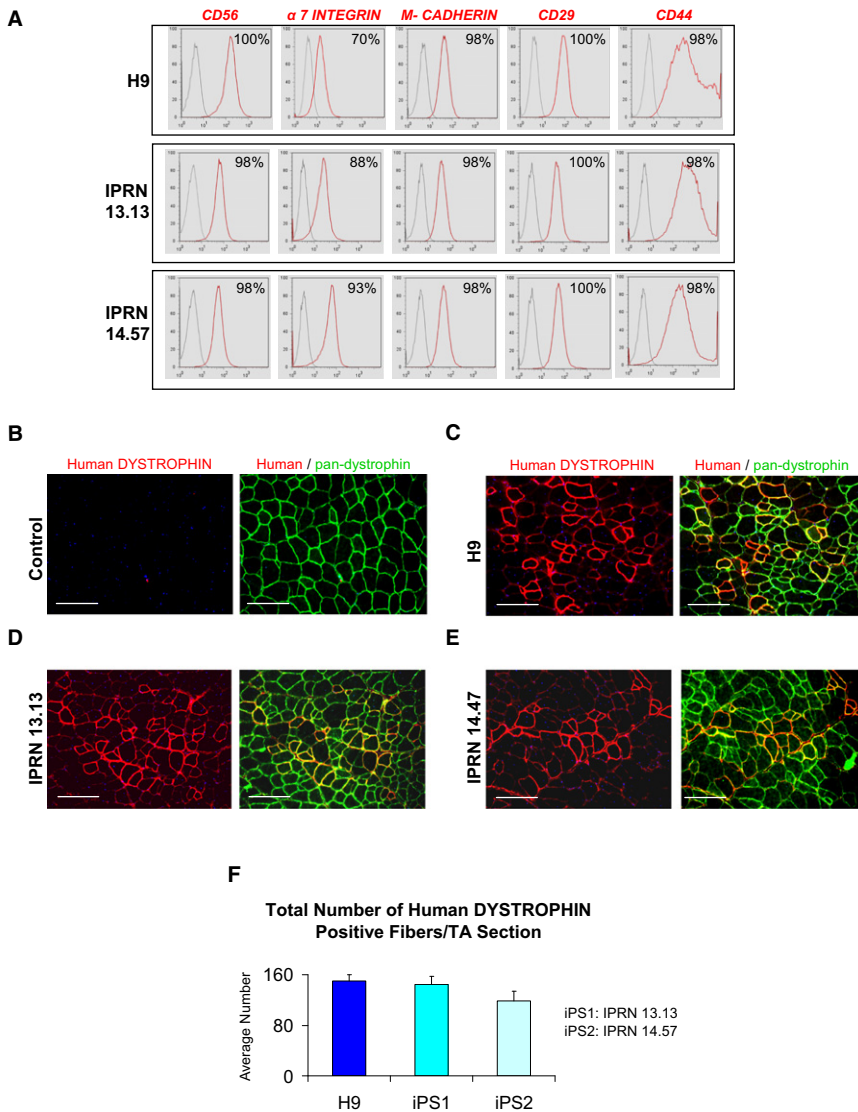 A
CD56 α 7 INTEGRIN M- CADHERIN CD29 CD44
H9
100% 70% 98% 100% 98%
IPRN
13.13
98% 88% 98% 100% 98%
IPRN
14.57
98% 93% 98% 100% 98%
B
Human DYSTROPHIN Human / pan-dystrophin
Control
C
Human DYSTROPHIN Human / pan-dystrophin
H9
D
IPRN 13.13
E
IPRN 14.47
F
Total Number of Human DYSTROPHIN
Positive Fibers/TA Section
Average Number
160
80
0
H9 iPS1 iPS2
iPS1: IPRN 13.13
iPS2: IPRN 14.57